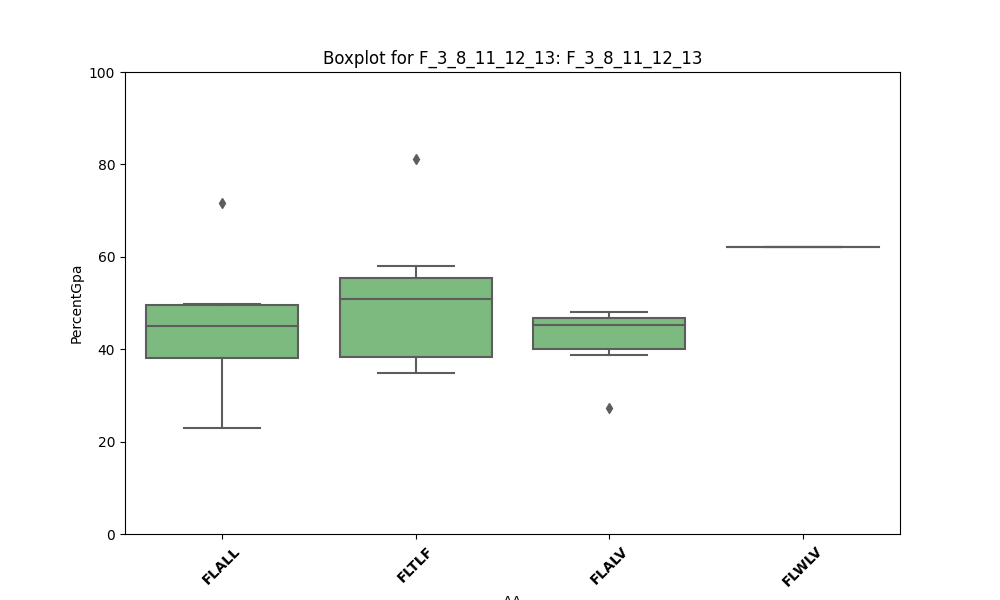 Boxplot for F_3_8_11_12_13: F_3_8_11_12_13
100
80
60
40
20
0
PercentGpa
FLALL
FLTLF
FLALV
FLWLV